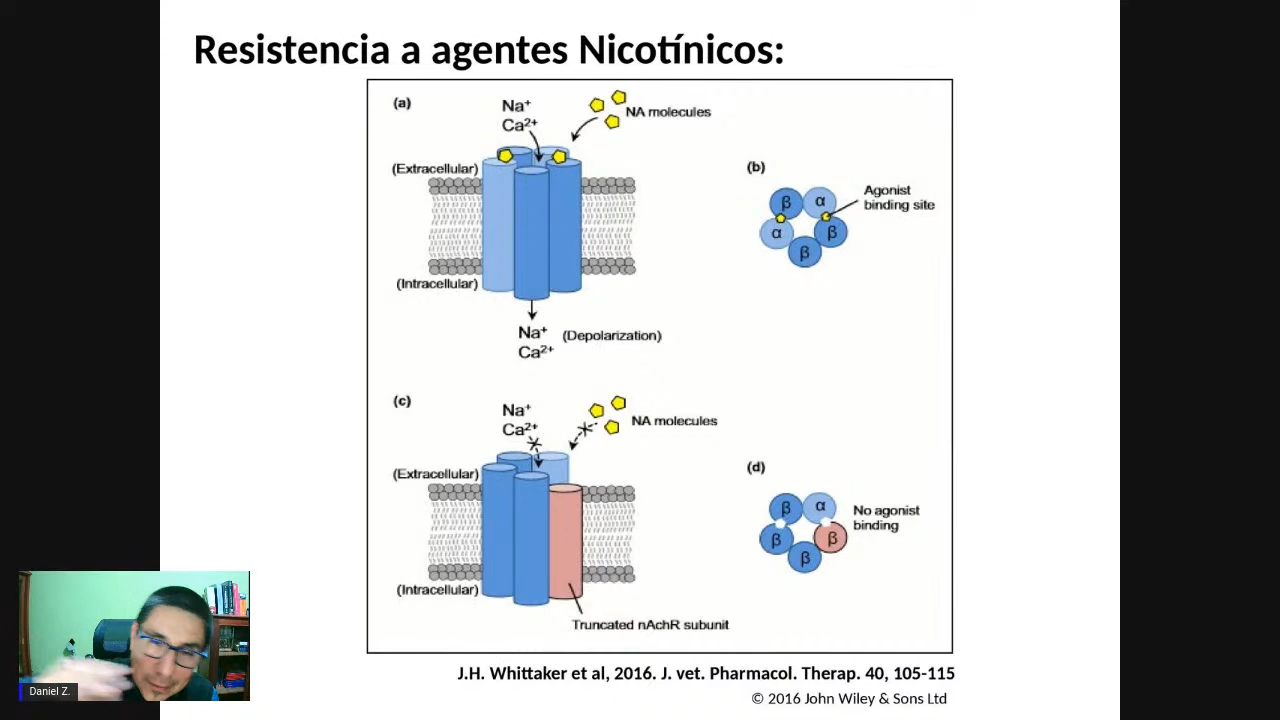 Resistencia a agentes Nicotínicos:
(a)
Na⁺
Ca²⁺
NA molecules
(Extracellular)
(Intracellular)
Na⁺
Ca²⁺
(Depolarization)
(b)
β α
α β
β
Agonist
binding site
(c)
Na⁺
Ca²⁺
NA molecules
(Extracellular)
(Intracellular)
Truncated nAchR subunit
(d)
β α
β β
β
No agonist
binding
J.H. Whittaker et al, 2016. J. vet. Pharmacol. Therap. 40, 105-115
© 2016 John Wiley & Sons Ltd
Daniel Z.